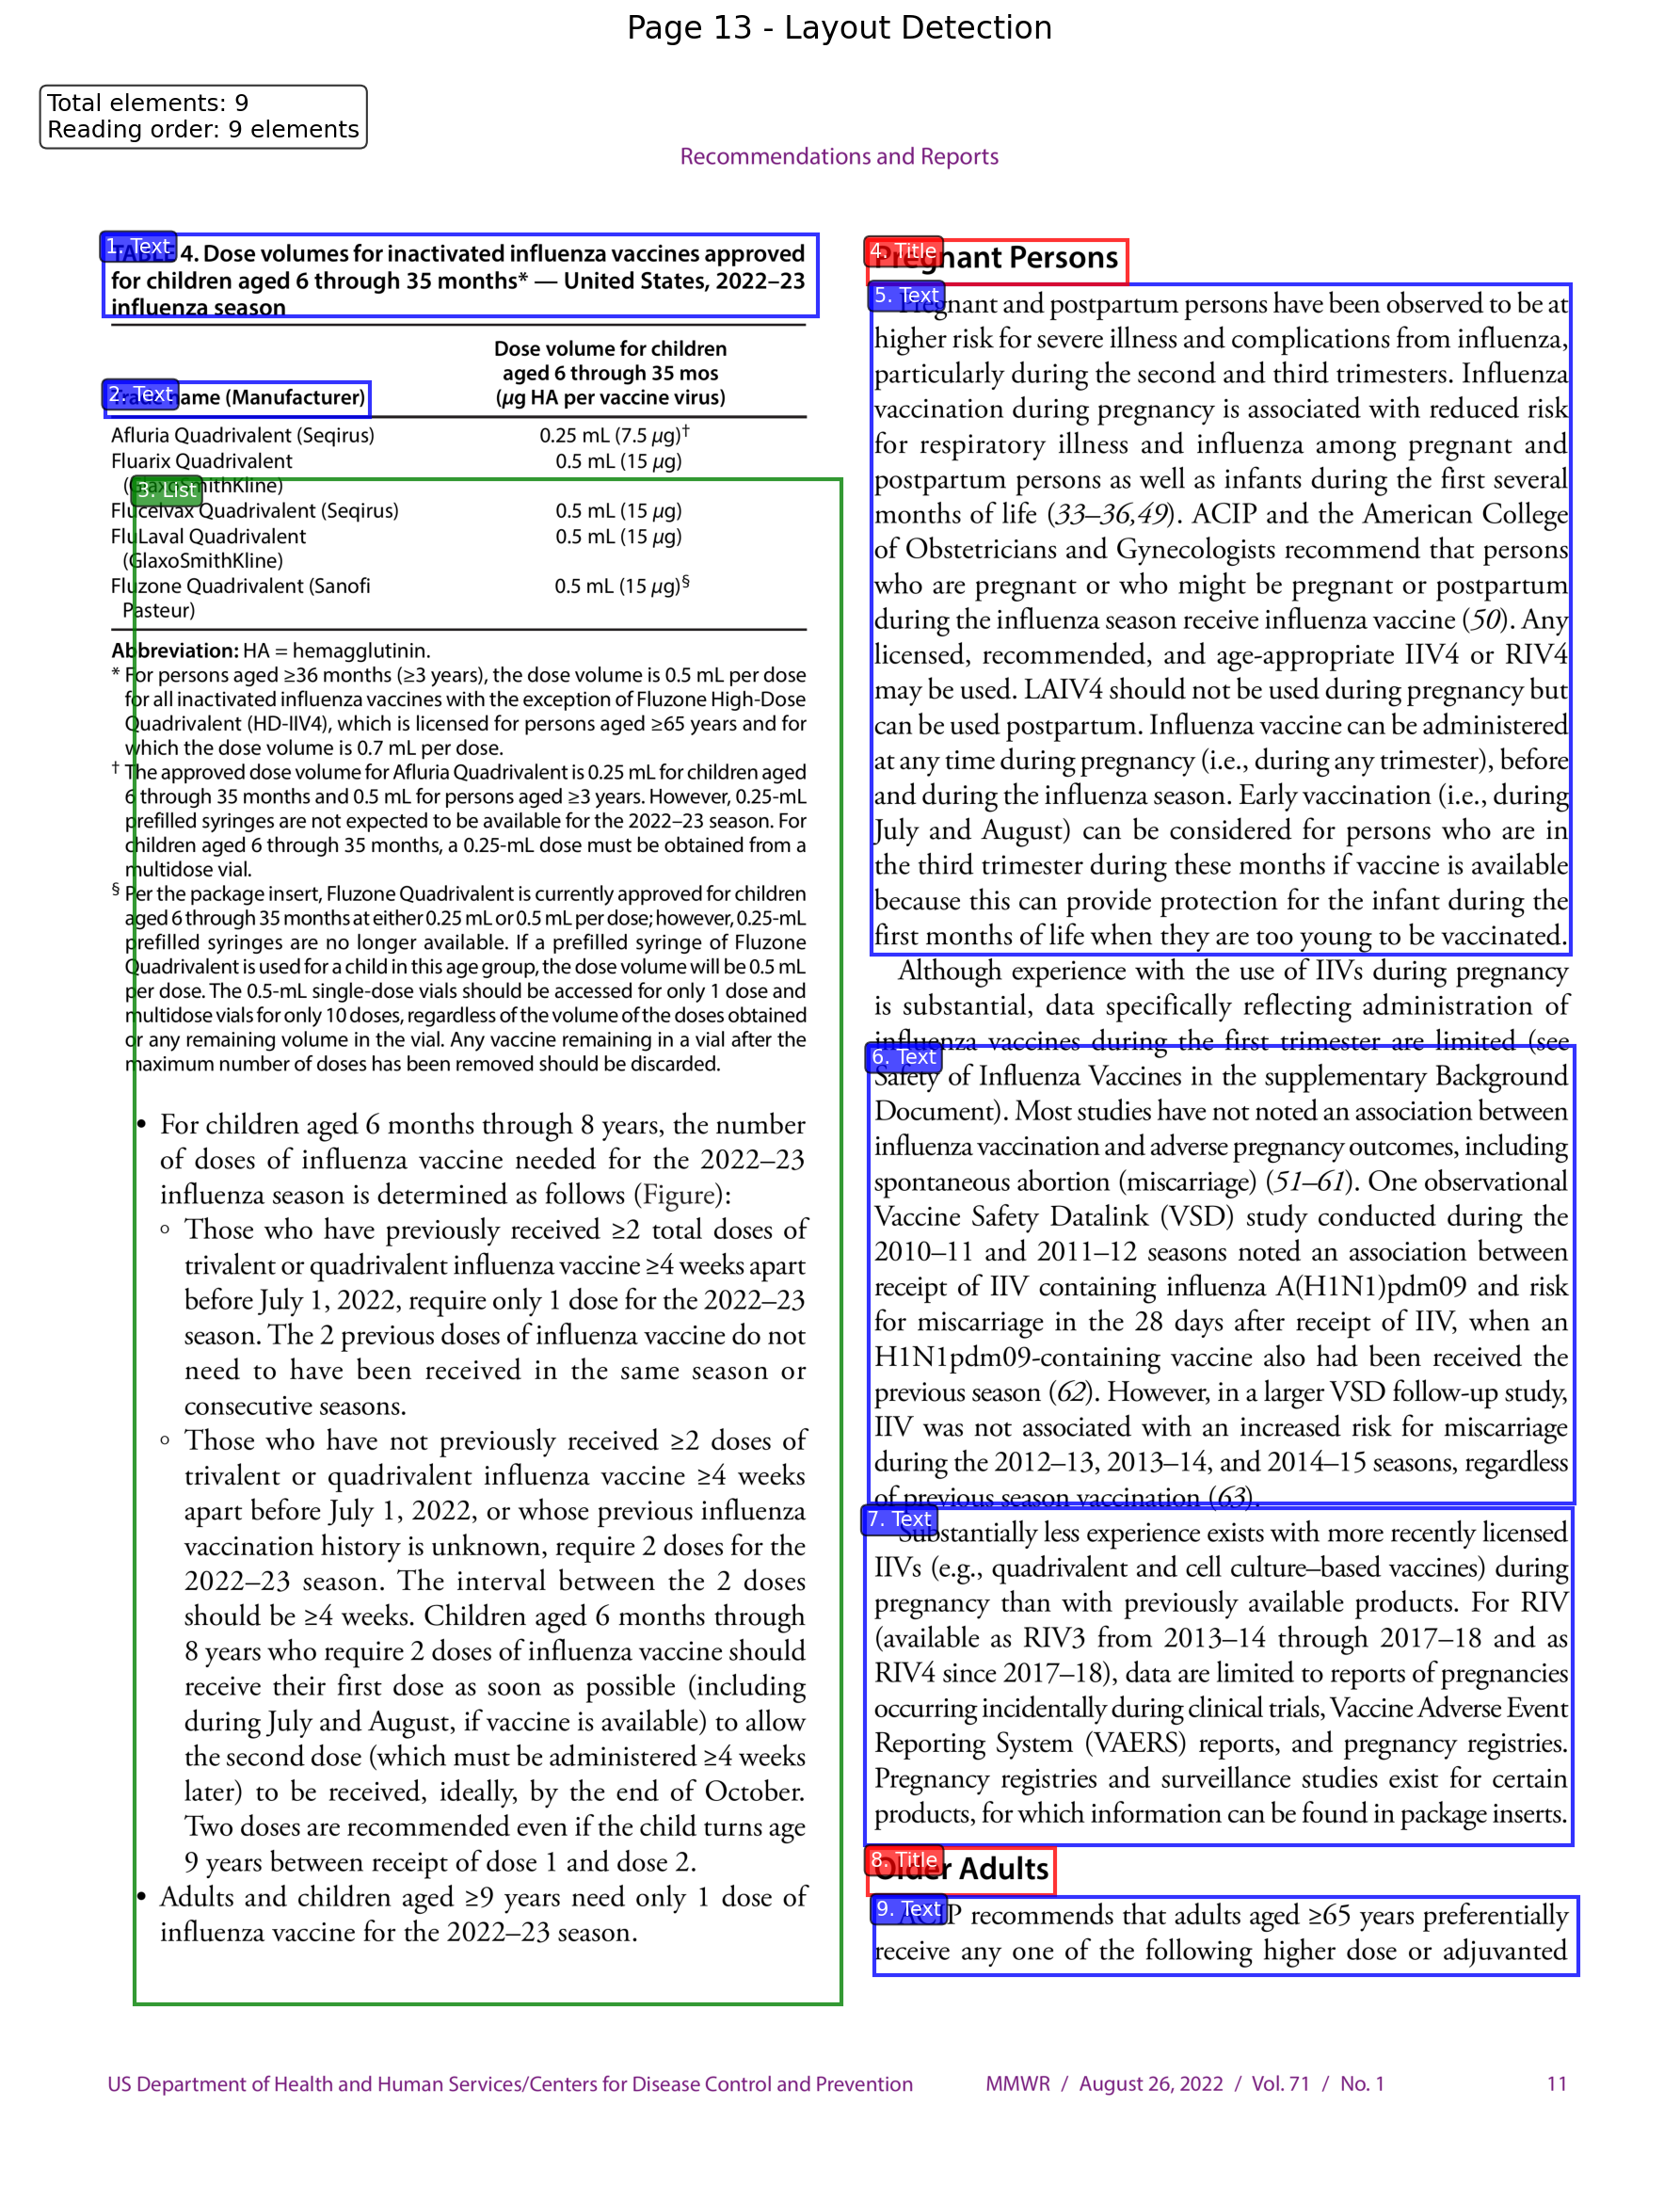 Page 13 - Layout Detection
Total elements: 9
Reading order: 9 elements
Recommendations and Reports
1. Text
TABLE 4. Dose volumes for inactivated influenza vaccines approved
for children aged 6 through 35 months* — United States, 2022–23
influenza season
2. Text
Trade name (Manufacturer)
Dose volume for children
aged 6 through 35 mos
(µg HA per vaccine virus)
Afluria Quadrivalent (Seqirus) 0.25 mL (7.5 µg)†
Fluarix Quadrivalent 0.5 mL (15 µg)
(GlaxoSmithKline)
3. List
Flucelvax Quadrivalent (Seqirus) 0.5 mL (15 µg)
FluLaval Quadrivalent 0.5 mL (15 µg)
(GlaxoSmithKline)
Fluzone Quadrivalent (Sanofi 0.5 mL (15 µg)§
Pasteur)
Abbreviation: HA = hemagglutinin.
* For persons aged ≥36 months (≥3 years), the dose volume is 0.5 mL per dose
for all inactivated influenza vaccines with the exception of Fluzone High-Dose
Quadrivalent (HD-IIV4), which is licensed for persons aged ≥65 years and for
which the dose volume is 0.7 mL per dose.
† The approved dose volume for Afluria Quadrivalent is 0.25 mL for children aged
6 through 35 months and 0.5 mL for persons aged ≥3 years. However, 0.25-mL
prefilled syringes are not expected to be available for the 2022–23 season. For
children aged 6 through 35 months, a 0.25-mL dose must be obtained from a
multidose vial.
§ Per the package insert, Fluzone Quadrivalent is currently approved for children
aged 6 through 35 months at either 0.25 mL or 0.5 mL per dose; however, 0.25-mL
prefilled syringes are no longer available. If a prefilled syringe of Fluzone
Quadrivalent is used for a child in this age group, the dose volume will be 0.5 mL
per dose. The 0.5-mL single-dose vials should be accessed for only 1 dose and
multidose vials for only 10 doses, regardless of the volume of the doses obtained
or any remaining volume in the vial. Any vaccine remaining in a vial after the
maximum number of doses has been removed should be discarded.
• For children aged 6 months through 8 years, the number
of doses of influenza vaccine needed for the 2022–23
influenza season is determined as follows (Figure):
◦ Those who have previously received ≥2 total doses of
trivalent or quadrivalent influenza vaccine ≥4 weeks apart
before July 1, 2022, require only 1 dose for the 2022–23
season. The 2 previous doses of influenza vaccine do not
need to have been received in the same season or
consecutive seasons.
◦ Those who have not previously received ≥2 doses of
trivalent or quadrivalent influenza vaccine ≥4 weeks
apart before July 1, 2022, or whose previous influenza
vaccination history is unknown, require 2 doses for the
2022–23 season. The interval between the 2 doses
should be ≥4 weeks. Children aged 6 months through
8 years who require 2 doses of influenza vaccine should
receive their first dose as soon as possible (including
during July and August, if vaccine is available) to allow
the second dose (which must be administered ≥4 weeks
later) to be received, ideally, by the end of October.
Two doses are recommended even if the child turns age
9 years between receipt of dose 1 and dose 2.
• Adults and children aged ≥9 years need only 1 dose of
influenza vaccine for the 2022–23 season.
4. Title
Pregnant Persons
5. Text
Pregnant and postpartum persons have been observed to be at
higher risk for severe illness and complications from influenza,
particularly during the second and third trimesters. Influenza
vaccination during pregnancy is associated with reduced risk
for respiratory illness and influenza among pregnant and
postpartum persons as well as infants during the first several
months of life (33–36,49). ACIP and the American College
of Obstetricians and Gynecologists recommend that persons
who are pregnant or who might be pregnant or postpartum
during the influenza season receive influenza vaccine (50). Any
licensed, recommended, and age-appropriate IIV4 or RIV4
may be used. LAIV4 should not be used during pregnancy but
can be used postpartum. Influenza vaccine can be administered
at any time during pregnancy (i.e., during any trimester), before
and during the influenza season. Early vaccination (i.e., during
July and August) can be considered for persons who are in
the third trimester during these months if vaccine is available
because this can provide protection for the infant during the
first months of life when they are too young to be vaccinated.
Although experience with the use of IIVs during pregnancy
is substantial, data specifically reflecting administration of
influenza vaccines during the first trimester are limited (see
6. Text
Safety of Influenza Vaccines in the supplementary Background
Document). Most studies have not noted an association between
influenza vaccination and adverse pregnancy outcomes, including
spontaneous abortion (miscarriage) (51–61). One observational
Vaccine Safety Datalink (VSD) study conducted during the
2010–11 and 2011–12 seasons noted an association between
receipt of IIV containing influenza A(H1N1)pdm09 and risk
for miscarriage in the 28 days after receipt of IIV, when an
H1N1pdm09-containing vaccine also had been received the
previous season (62). However, in a larger VSD follow-up study,
IIV was not associated with an increased risk for miscarriage
during the 2012–13, 2013–14, and 2014–15 seasons, regardless
of previous season vaccination (63).
7. Text
Substantially less experience exists with more recently licensed
IIVs (e.g., quadrivalent and cell culture–based vaccines) during
pregnancy than with previously available products. For RIV
(available as RIV3 from 2013–14 through 2017–18 and as
RIV4 since 2017–18), data are limited to reports of pregnancies
occurring incidentally during clinical trials, Vaccine Adverse Event
Reporting System (VAERS) reports, and pregnancy registries.
Pregnancy registries and surveillance studies exist for certain
products, for which information can be found in package inserts.
8. Title
Older Adults
9. Text
ACIP recommends that adults aged ≥65 years preferentially
receive any one of the following higher dose or adjuvanted
US Department of Health and Human Services/Centers for Disease Control and Prevention MMWR / August 26, 2022 / Vol. 71 / No. 1 11